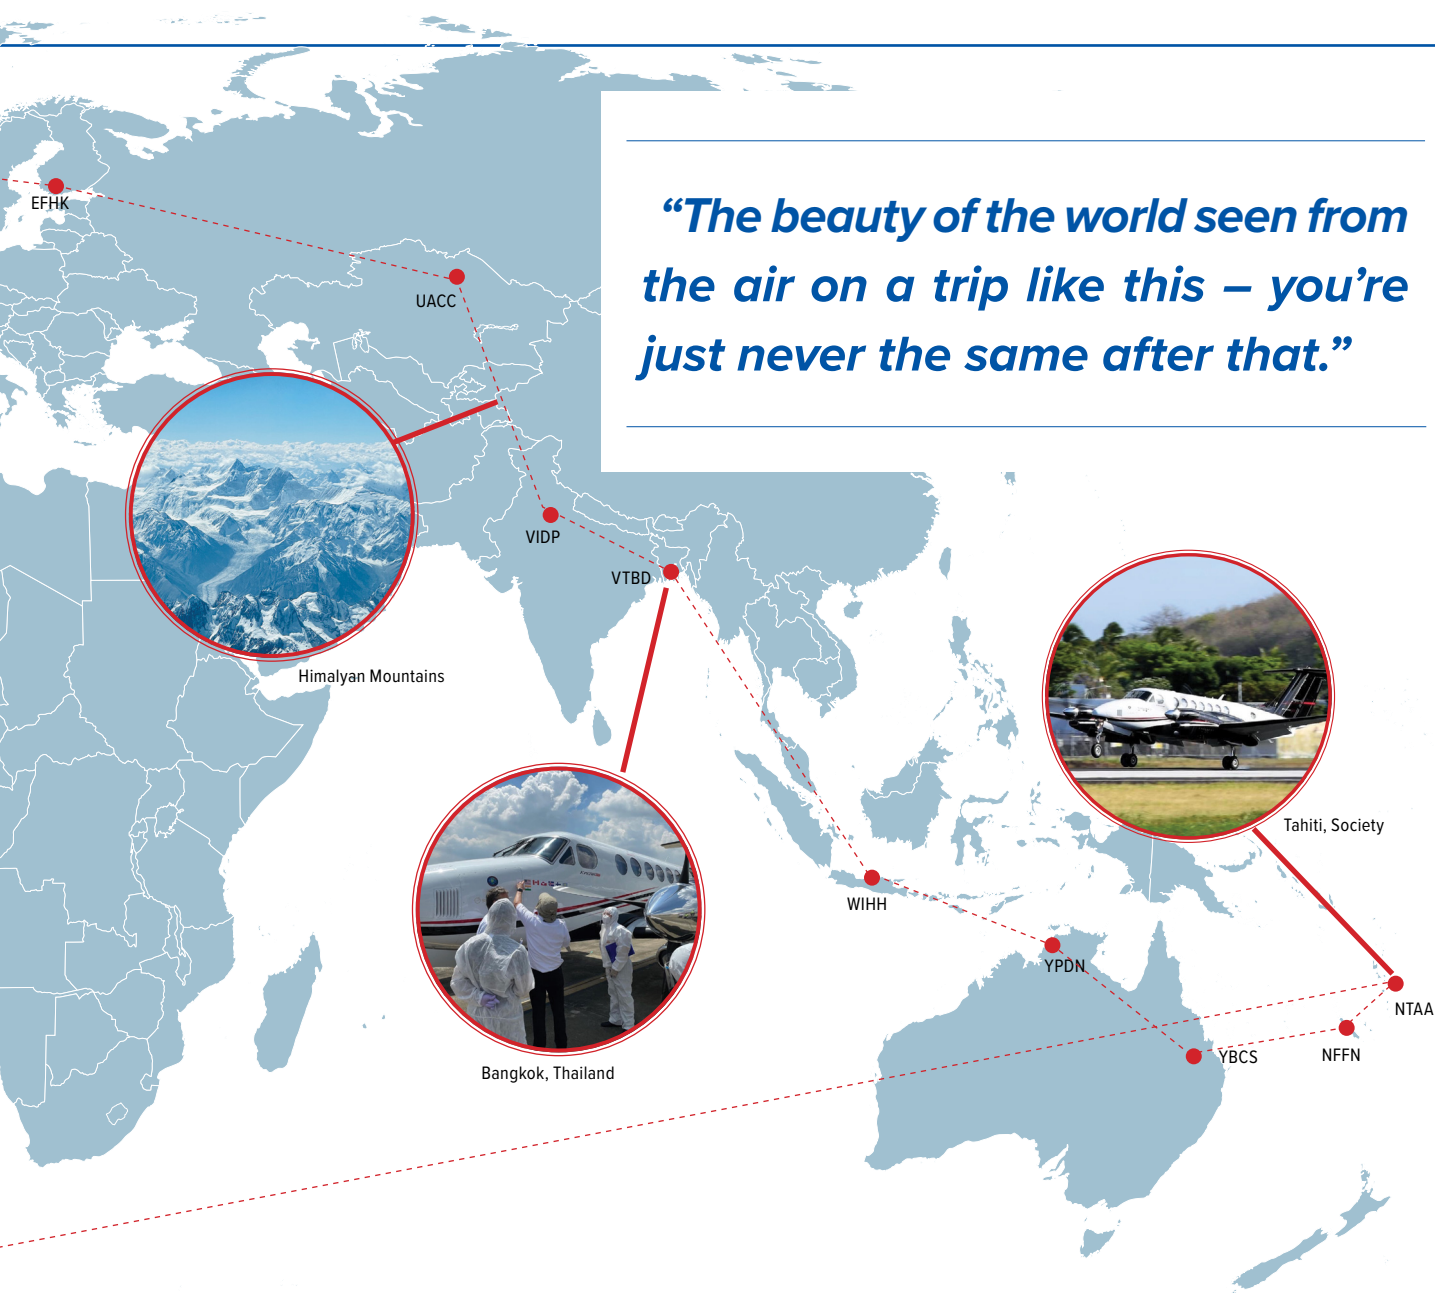 “The beauty of the world seen from
the air on a trip like this – you’re
just never the same after that.”
EFHK
UACC
VIDP
VTBD
Himalyan Mountains
Tahiti, Society
WIHH
YPDN
NTAA
YBCS
NFFN
Bangkok, Thailand